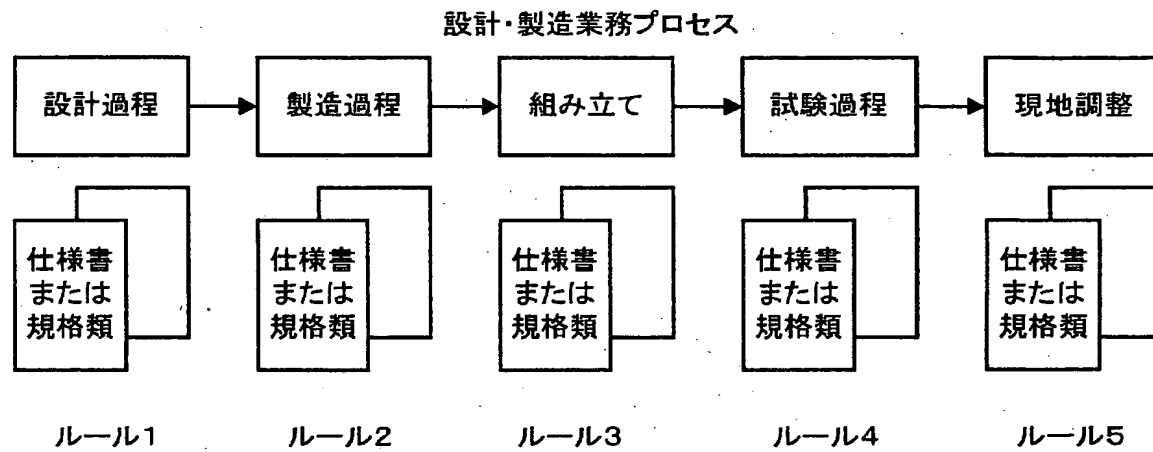 設計・製造業務プロセス
設計過程
製造過程
組み立て
試験過程
現地調整
仕様書
または
規格類
仕様書
または
規格類
仕様書
または
規格類
仕様書
または
規格類
仕様書
または
規格類
ルール1
ルール2
ルール3
ルール4
ルール5